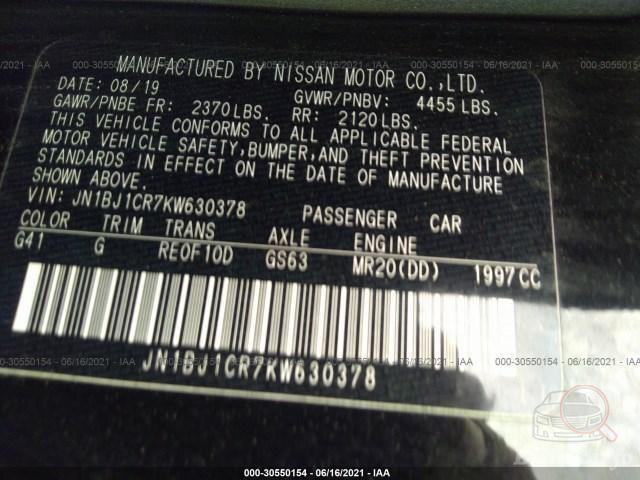 MANUFACTURED BY NISSAN MOTOR CO.,LTD.
DATE: 08/19 GVWR/PNBV: 4455 LBS.
GAWR/PNBE FR: 2370LBS. RR: 2120LBS.
THIS VEHICLE CONFORMS TO ALL APPLICABLE FEDERAL
MOTOR VEHICLE SAFETY,BUMPER,AND THEFT PREVENTION
STANDARDS IN EFFECT ON THE DATE OF MANUFACTURE
SHOWN ABOVE.
VIN: JN1BJ1CR7KW630378 PASSENGER CAR
COLOR TRIM TRANS AXLE ENGINE
G41 G RE0F10D GS63 MR20(DD) 1997CC
JN1BJ1CR7KW630378
000-30550154 - 06/16/2021 - IAA